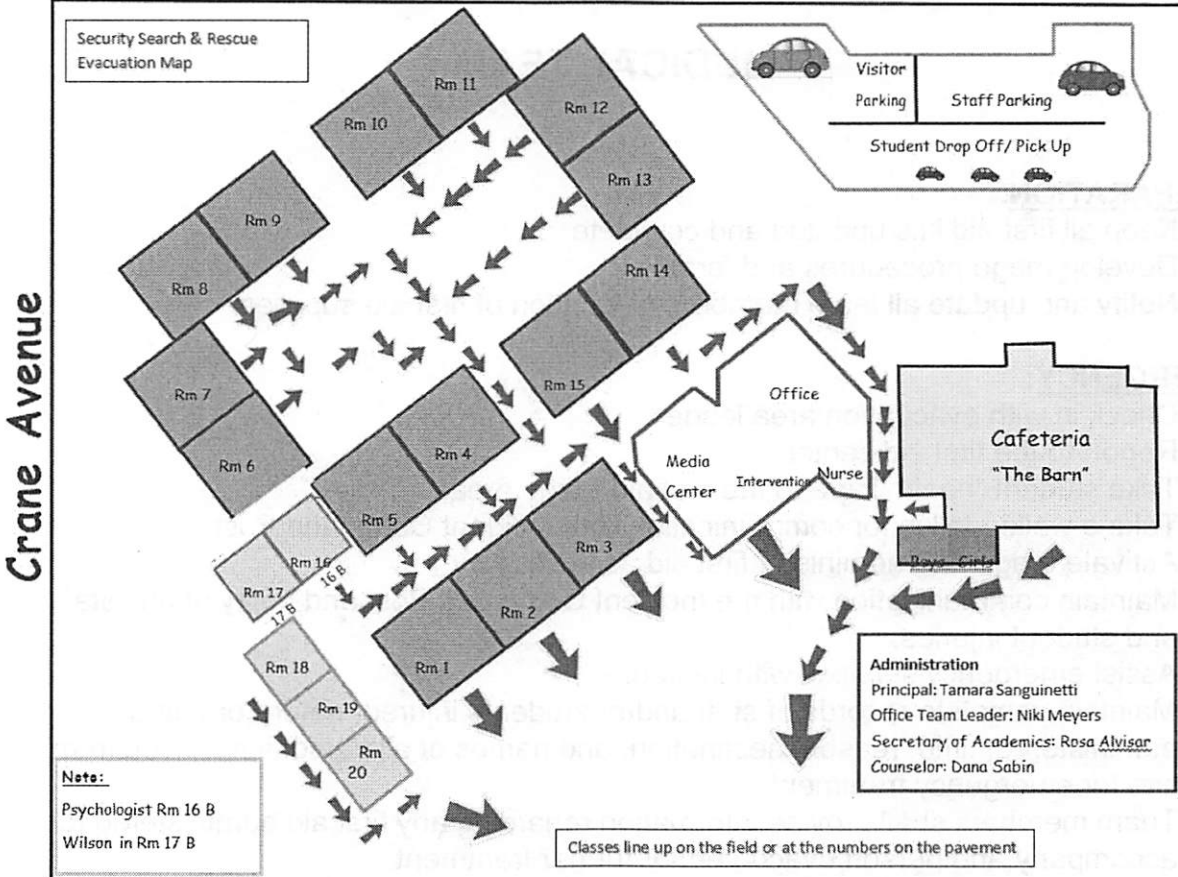 Security Search & Rescue
Evacuation Map
Crane Avenue
Rm 11
Rm 10
Rm 12
Rm 13
Rm 9
Rm 8
Rm 14
Rm 7
Rm 15
Rm 6
Rm 4
Rm 5
Rm 16
16 B
Rm 17
17 B
Rm 3
Rm 2
Rm 1
Rm 18
Rm 19
Rm
20
Visitor
Parking
Staff Parking
Student Drop Off/ Pick Up
Office
Media
Center
Intervention
Nurse
Cafeteria
"The Barn"
Boys
Girls
Administration
Principal: Tamara Sanguinetti
Office Team Leader: Niki Meyers
Secretary of Academics: Rosa Alvisar
Counselor: Dana Sabin
Note:
Psychologist Rm 16 B
Wilson in Rm 17 B
Classes line up on the field or at the numbers on the pavement